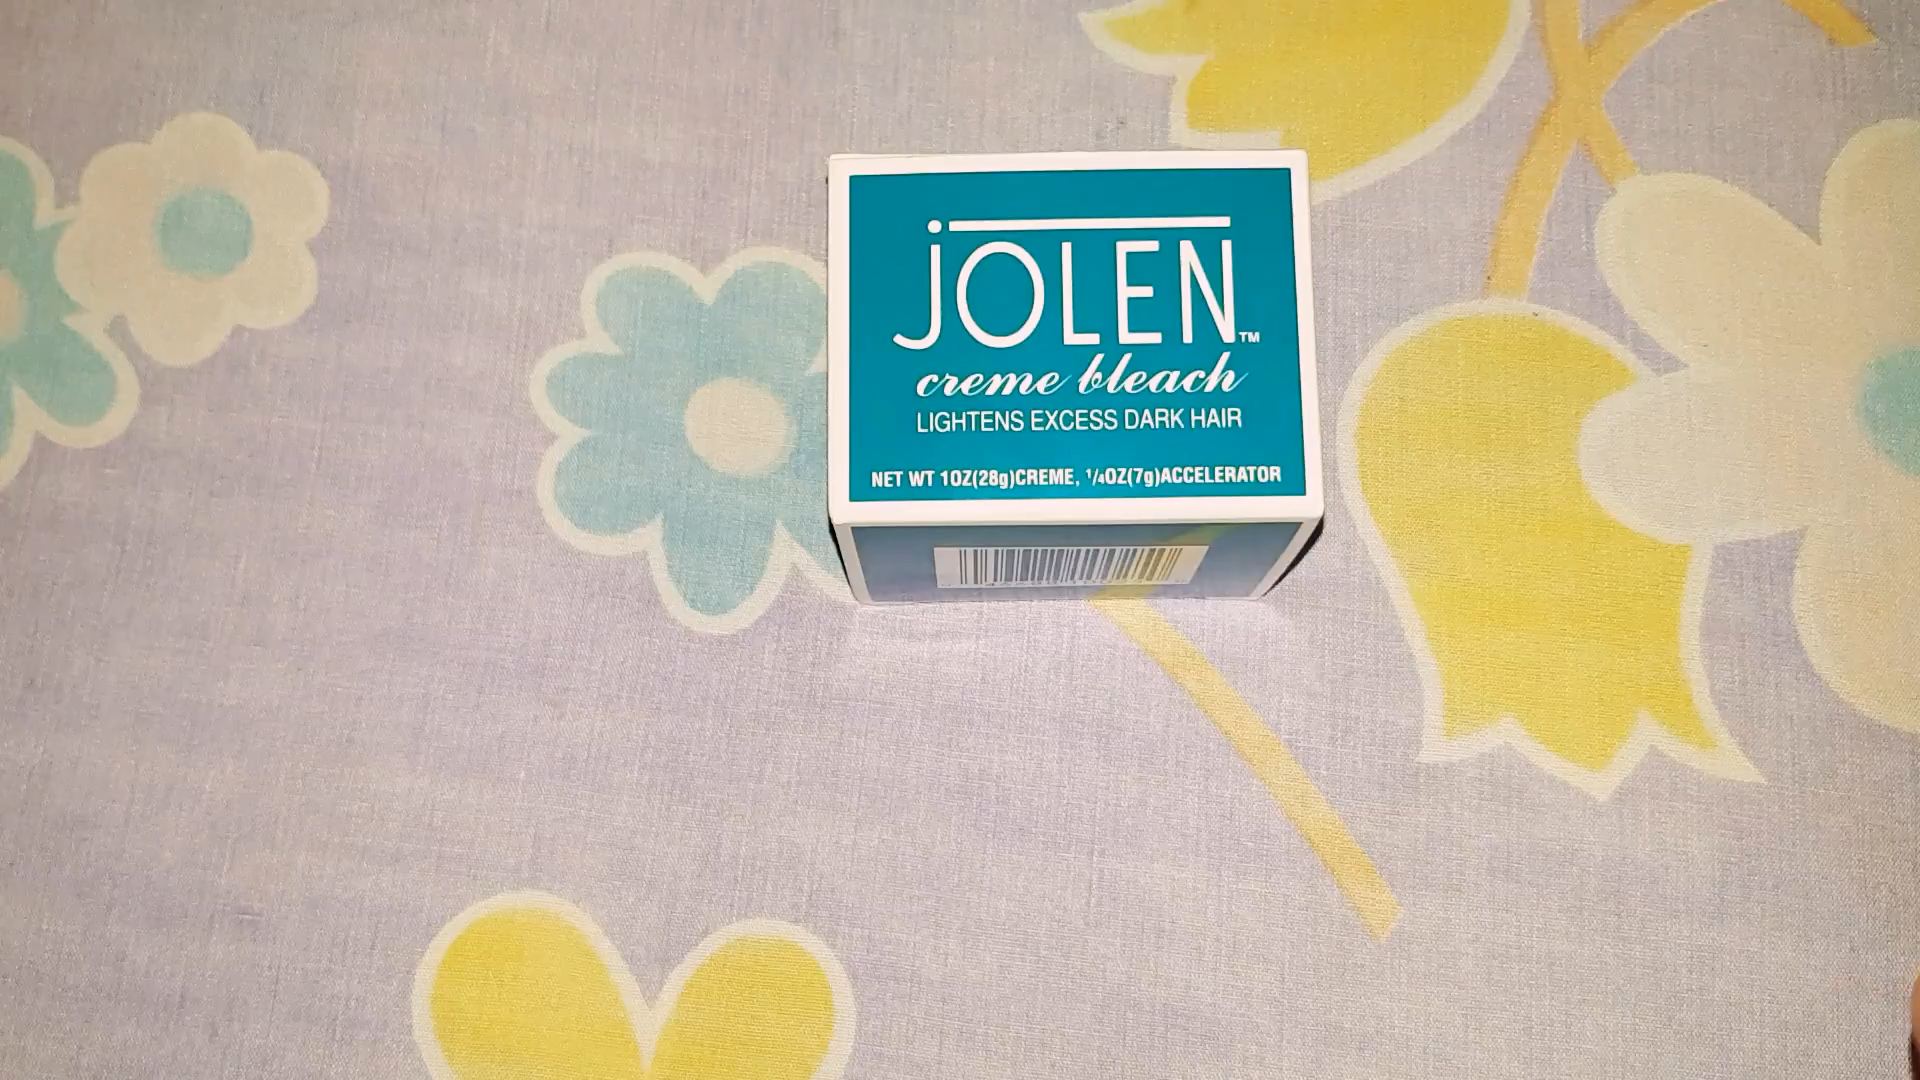 JOLEN™
creme bleach
LIGHTENS EXCESS DARK HAIR
NET WT 1OZ(28g)CREME, ¼OZ(7g)ACCELERATOR